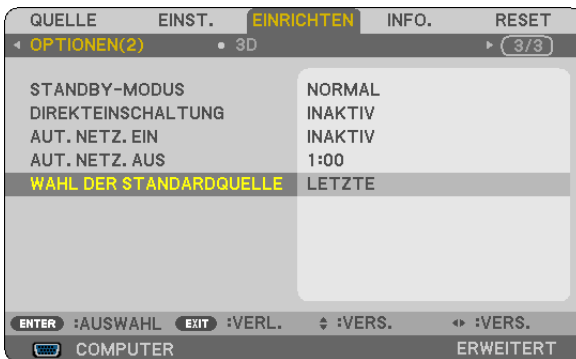 QUELLE EINST. EINRICHTEN INFO. RESET
OPTIONEN(2) • 3D 3/3
STANDBY-MODUS NORMAL
DIREKTEINSCHALTUNG INAKTIV
AUT. NETZ. EIN INAKTIV
AUT. NETZ. AUS 1:00
WAHL DER STANDARDQUELLE LETZTE
ENTER :AUSWAHL EXIT :VERL. :VERS. :VERS.
COMPUTER ERWEITERT